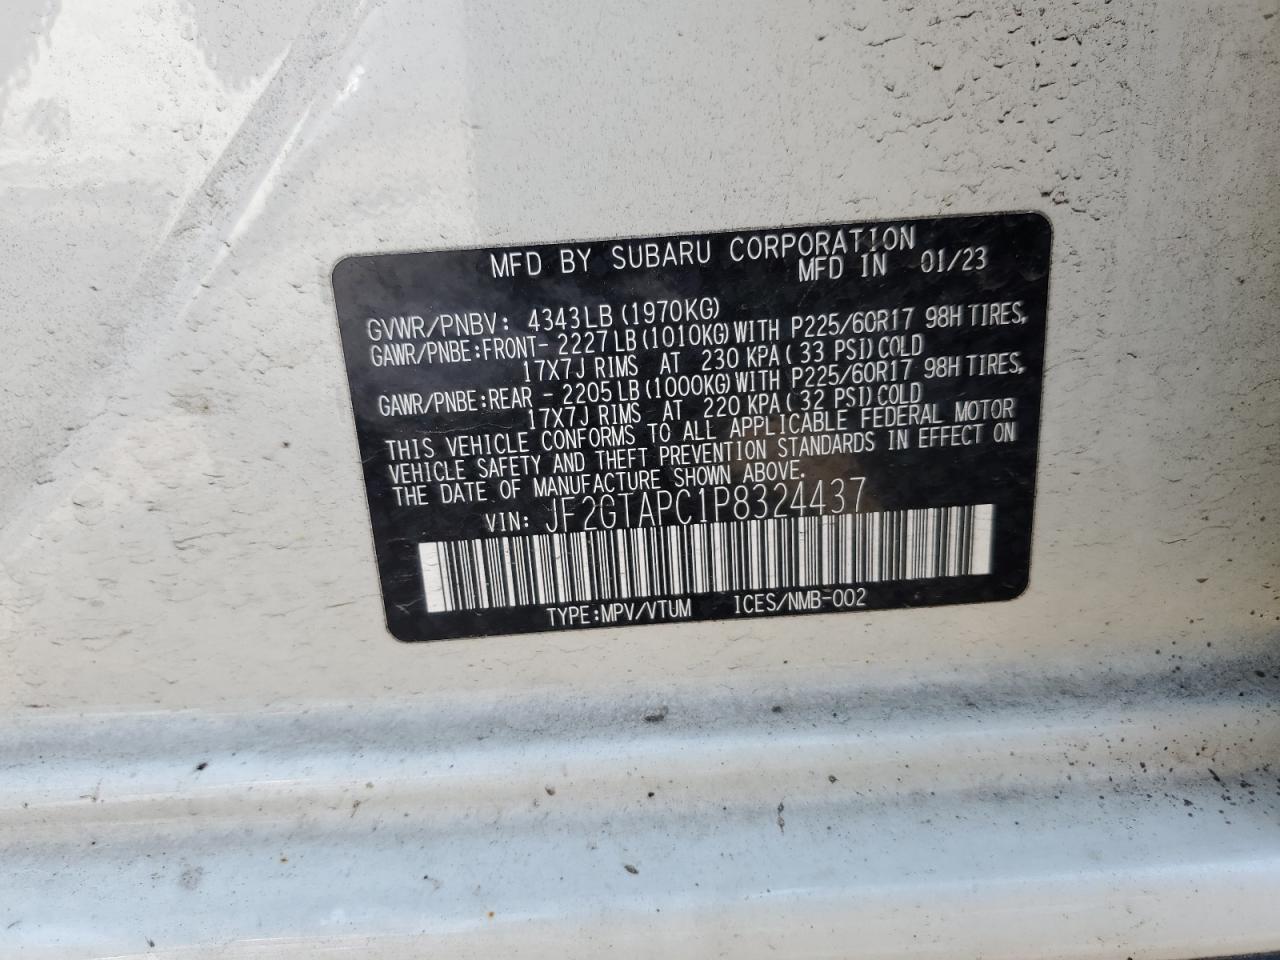 MFD BY SUBARU CORPORATION
MFD IN 01/23
GVWR/PNBV: 4343LB (1970KG)
GAWR/PNBE:FRONT- 2227LB (1010KG) WITH P225/60R17 98H TIRES,
17X7J RIMS AT 230 KPA( 33 PSI) COLD
GAWR/PNBE:REAR - 2205LB (1000KG) WITH P225/60R17 98H TIRES,
17X7J RIMS AT 220 KPA( 32 PSI) COLD
THIS VEHICLE CONFORMS TO ALL APPLICABLE FEDERAL MOTOR
VEHICLE SAFETY AND THEFT PREVENTION STANDARDS IN EFFECT ON
THE DATE OF MANUFACTURE SHOWN ABOVE.
VIN: JF2GTAPC1P8324437
TYPE:MPV/VTUM ICES/NMB-002